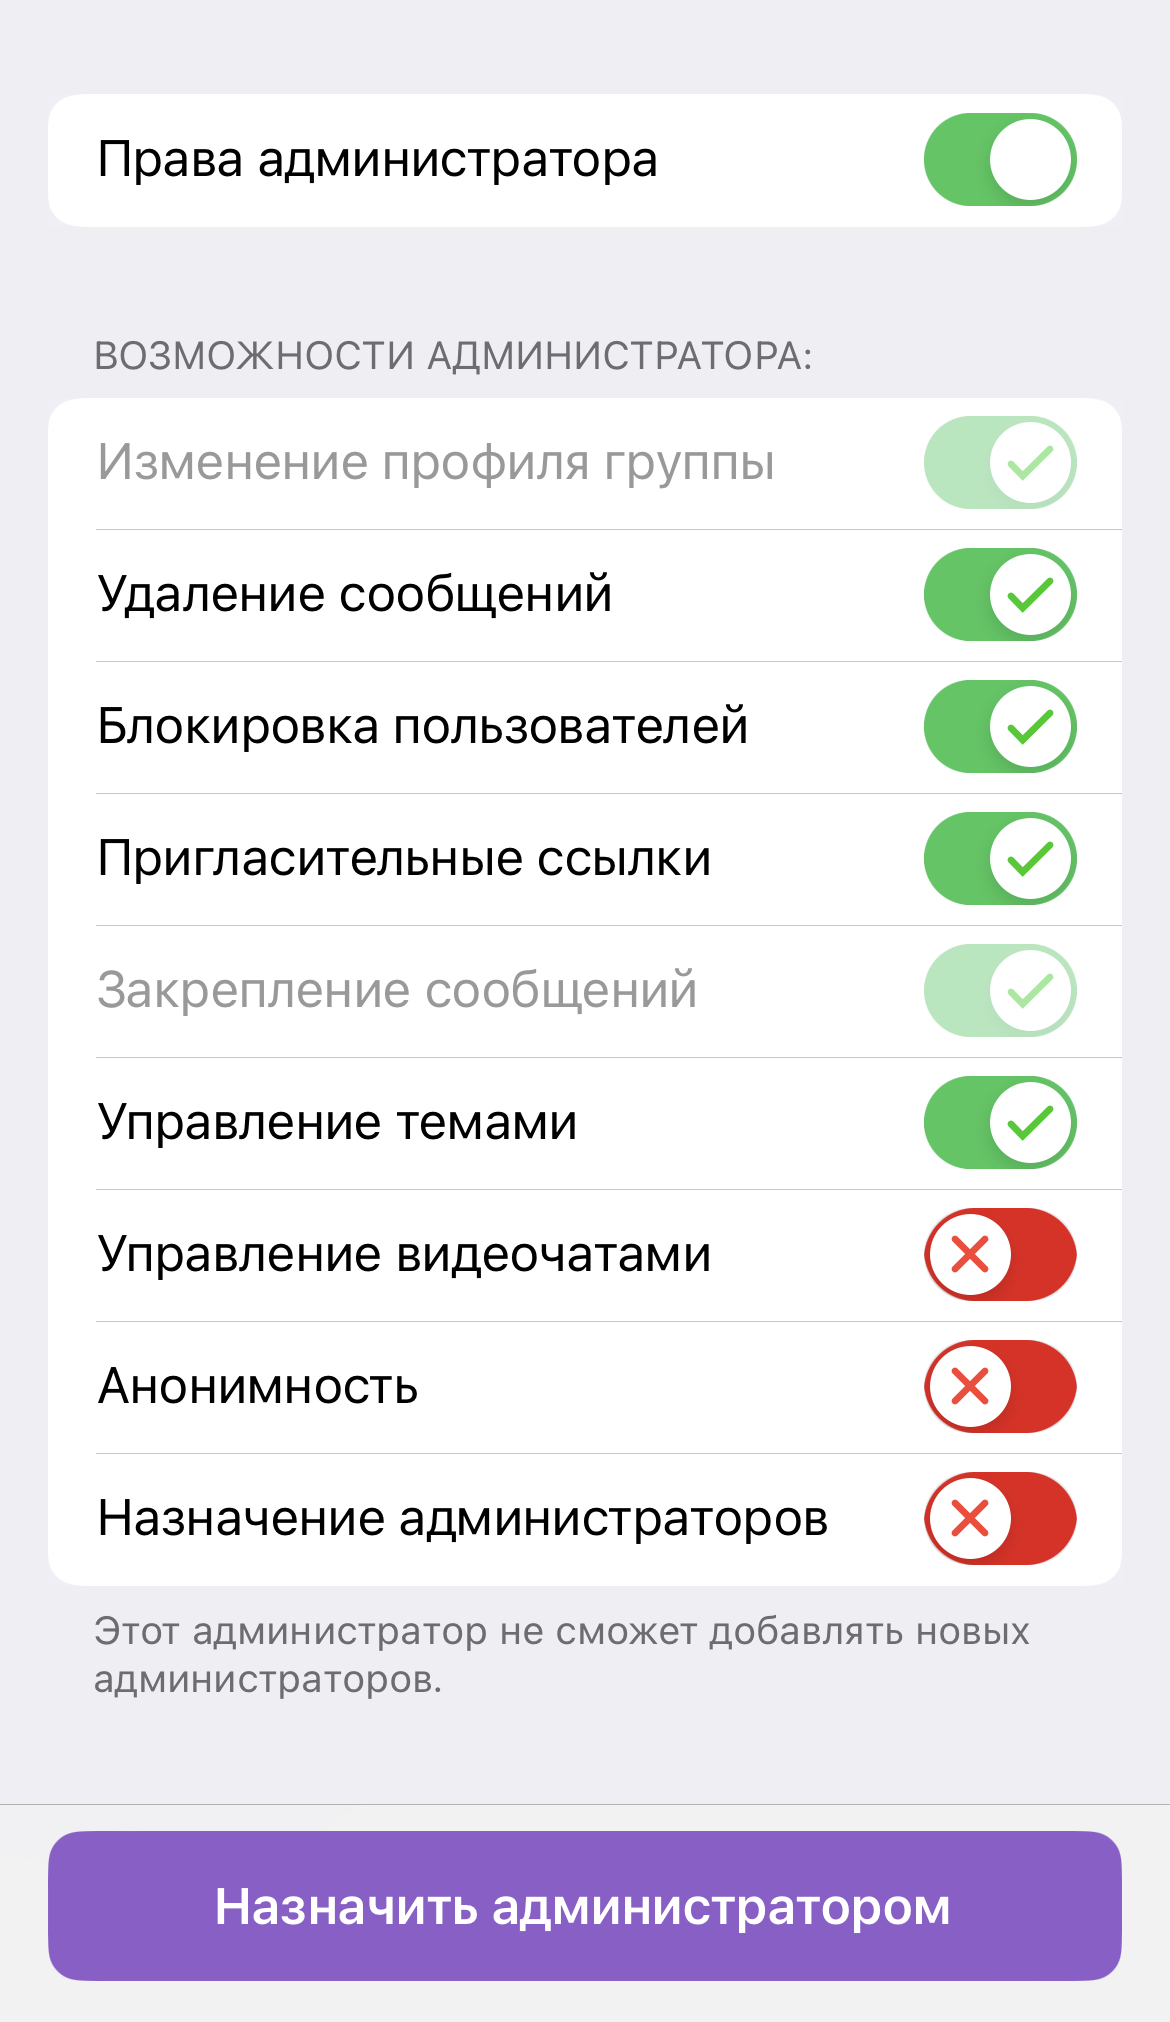 Права администратора
ВОЗМОЖНОСТИ АДМИНИСТРАТОРА:
Изменение профиля группы
Удаление сообщений
Блокировка пользователей
Пригласительные ссылки
Закрепление сообщений
Управление темами
Управление видеочатами
Анонимность
Назначение администраторов
Этот администратор не сможет добавлять новых
администраторов.
Назначить администратором